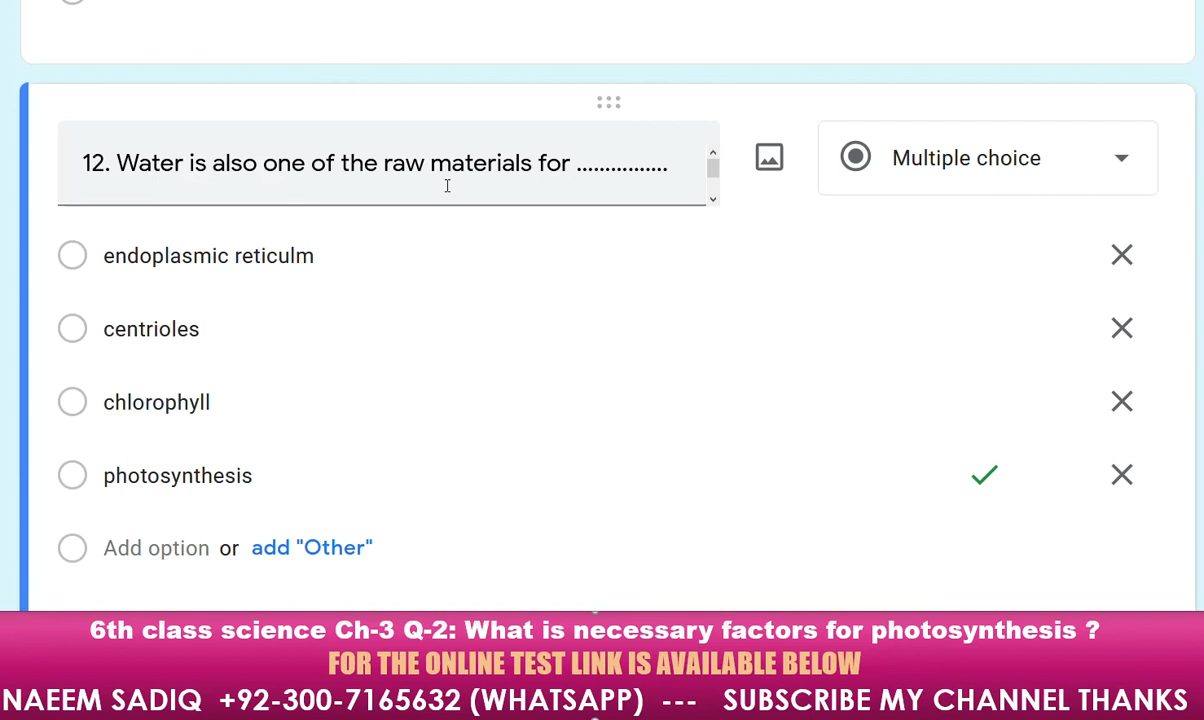 12. Water is also one of the raw materials for ................
Multiple choice
endoplasmic reticulm
centrioles
chlorophyll
photosynthesis
Add option or add "Other"
6th class science Ch-3 Q-2: What is necessary factors for photosynthesis ?
FOR THE ONLINE TEST LINK IS AVAILABLE BELOW
NAEEM SADIQ +92-300-7165632 (WHATSAPP) --- SUBSCRIBE MY CHANNEL THANKS